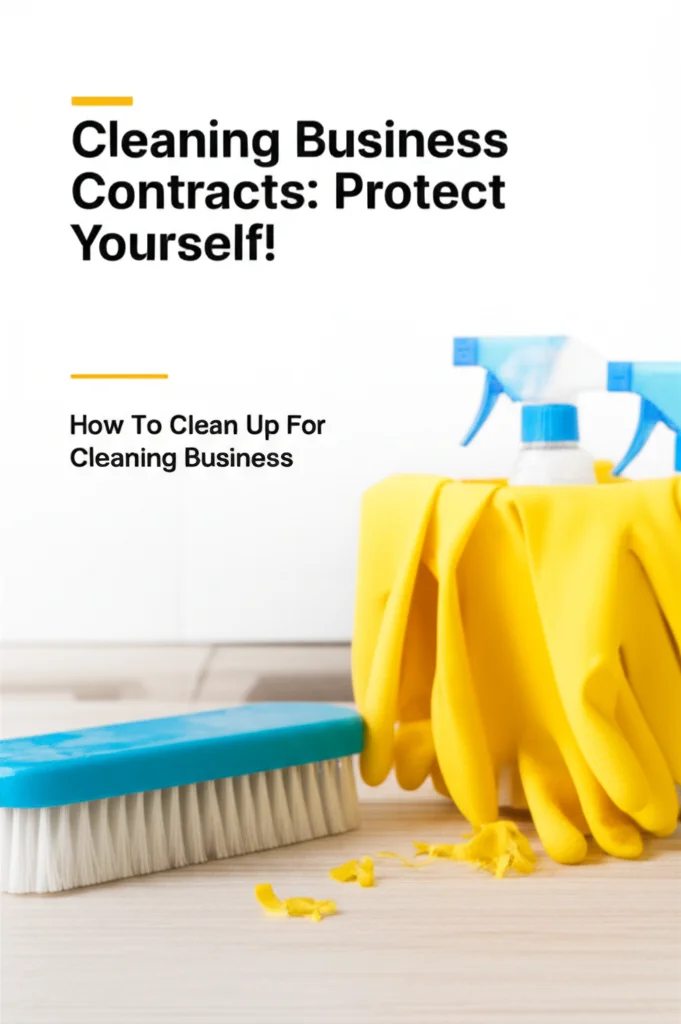 Cleaning Business
Contracts: Protect
Yourself!
How To Clean Up For
Cleaning Business